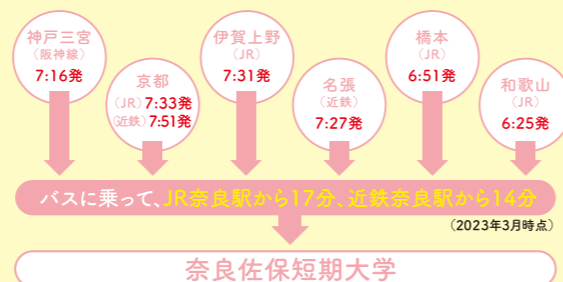 神戸三宮
（阪神線）
7:16発
京都
（JR）7:33発
（近鉄）7:51発
伊賀上野
（JR）
7:31発
名張
（近鉄）
7:27発
橋本
（JR）
6:51発
和歌山
（JR）
6:25発
バスに乗って、JR奈良駅から17分、近鉄奈良駅から14分
（2023年3月時点）
奈良佐保短期大学